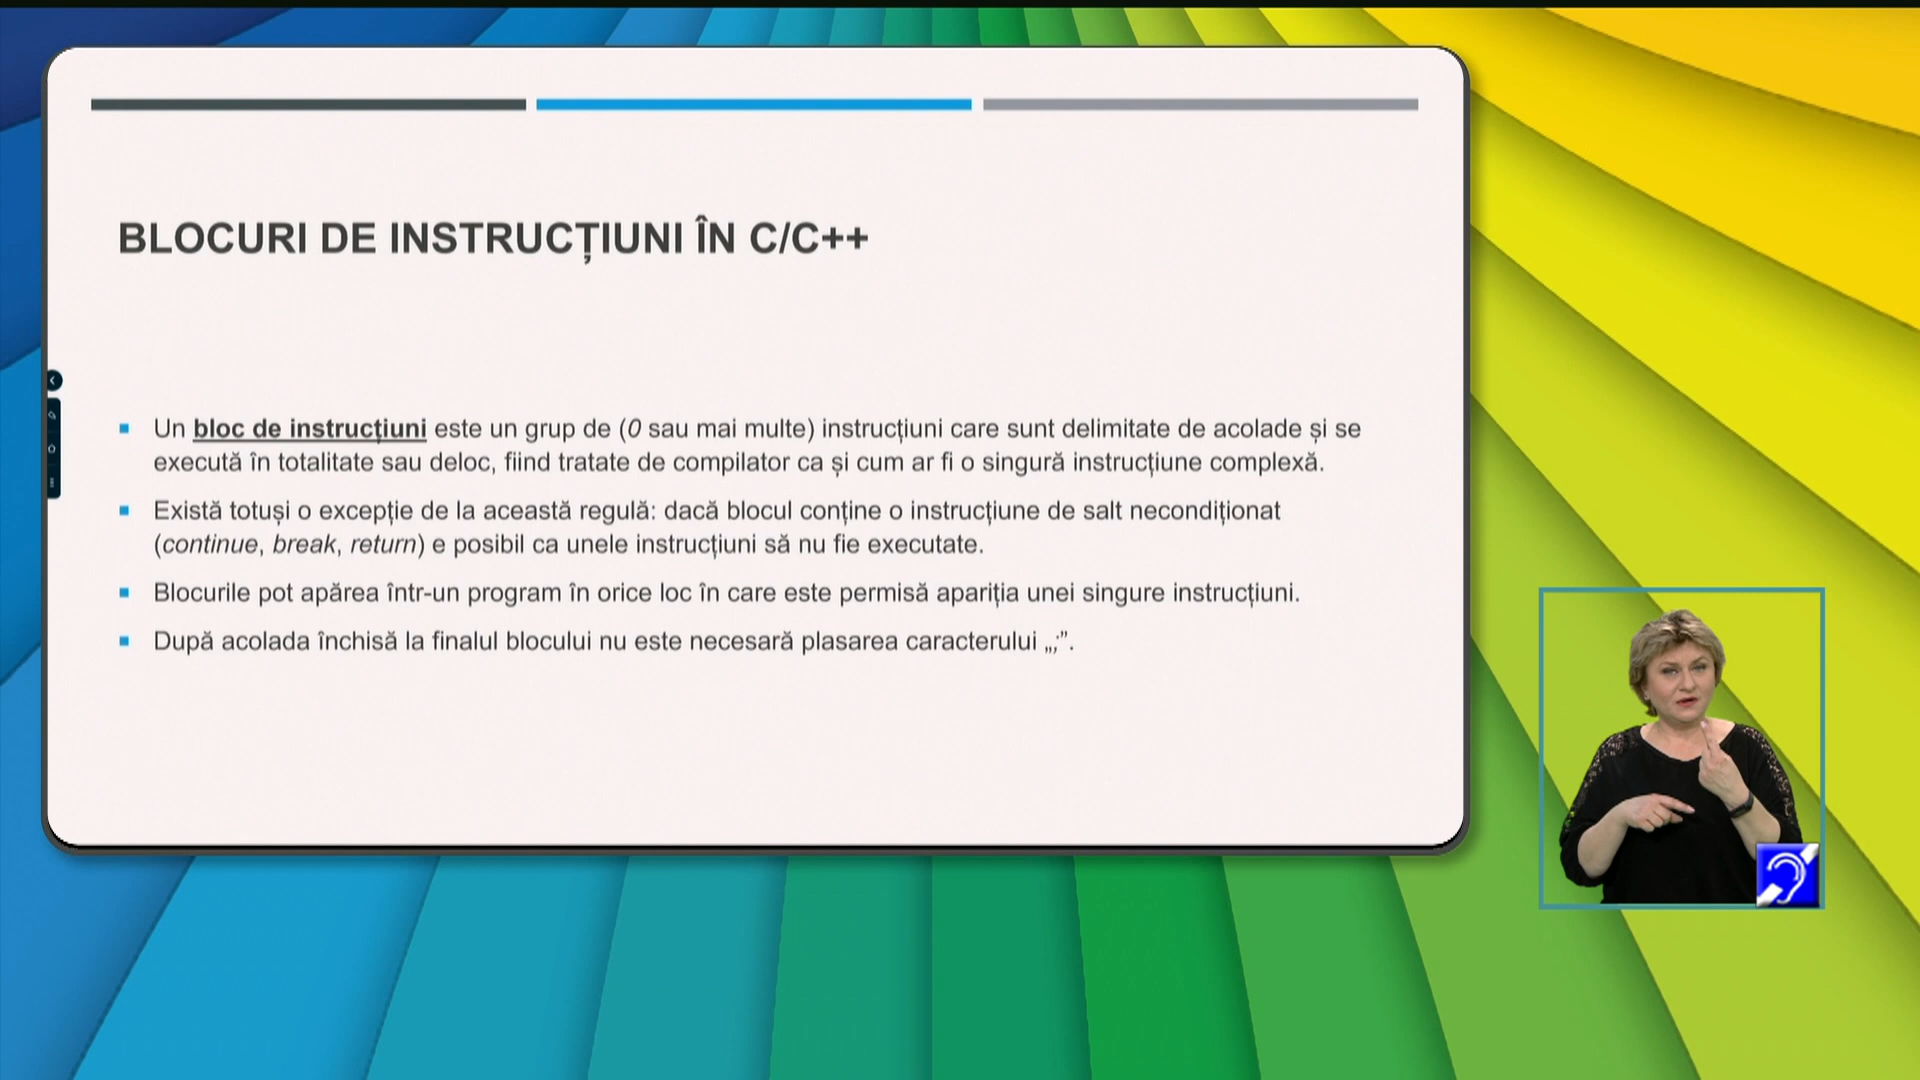 BLOCURI DE INSTRUCȚIUNI ÎN C/C++
Un bloc de instrucțiuni este un grup de (0 sau mai multe) instrucțiuni care sunt delimitate de acolade și se
execută în totalitate sau deloc, fiind tratate de compilator ca și cum ar fi o singură instrucțiune complexă.
Există totuși o excepție de la această regulă: dacă blocul conține o instrucțiune de salt necondiționat
(continue, break, return) e posibil ca unele instrucțiuni să nu fie executate.
Blocurile pot apărea într-un program în orice loc în care este permisă apariția unei singure instrucțiuni.
După acolada închisă la finalul blocului nu este necesară plasarea caracterului „;”.